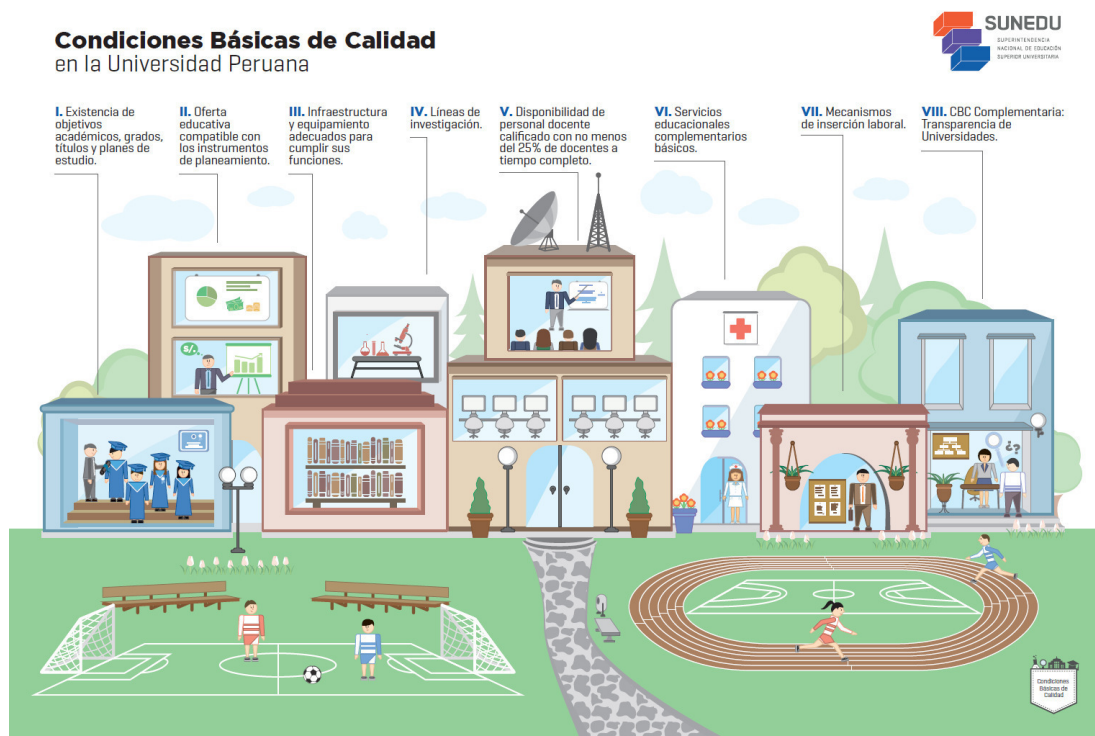 Condiciones Básicas de Calidad
en la Universidad Peruana
SUNEDU
SUPERINTENDENCIA
NACIONAL DE EDUCACIÓN
SUPERIOR UNIVERSITARIA
I. Existencia de
objetivos
académicos, grados,
títulos y planes de
estudio.
II. Oferta
educativa
compatible con
los instrumentos
de planeamiento.
III. Infraestructura
y equipamiento
adecuados para
cumplir sus
funciones.
IV. Líneas de
investigación.
V. Disponibilidad de
personal docente
calificado con no menos
del 25% de docentes a
tiempo completo.
VI. Servicios
educacionales
complementarios
básicos.
VII. Mecanismos
de inserción laboral.
VIII. CBC Complementaria:
Transparencia de
Universidades.
S/.
¿?
Condiciones
Básicas de
Calidad